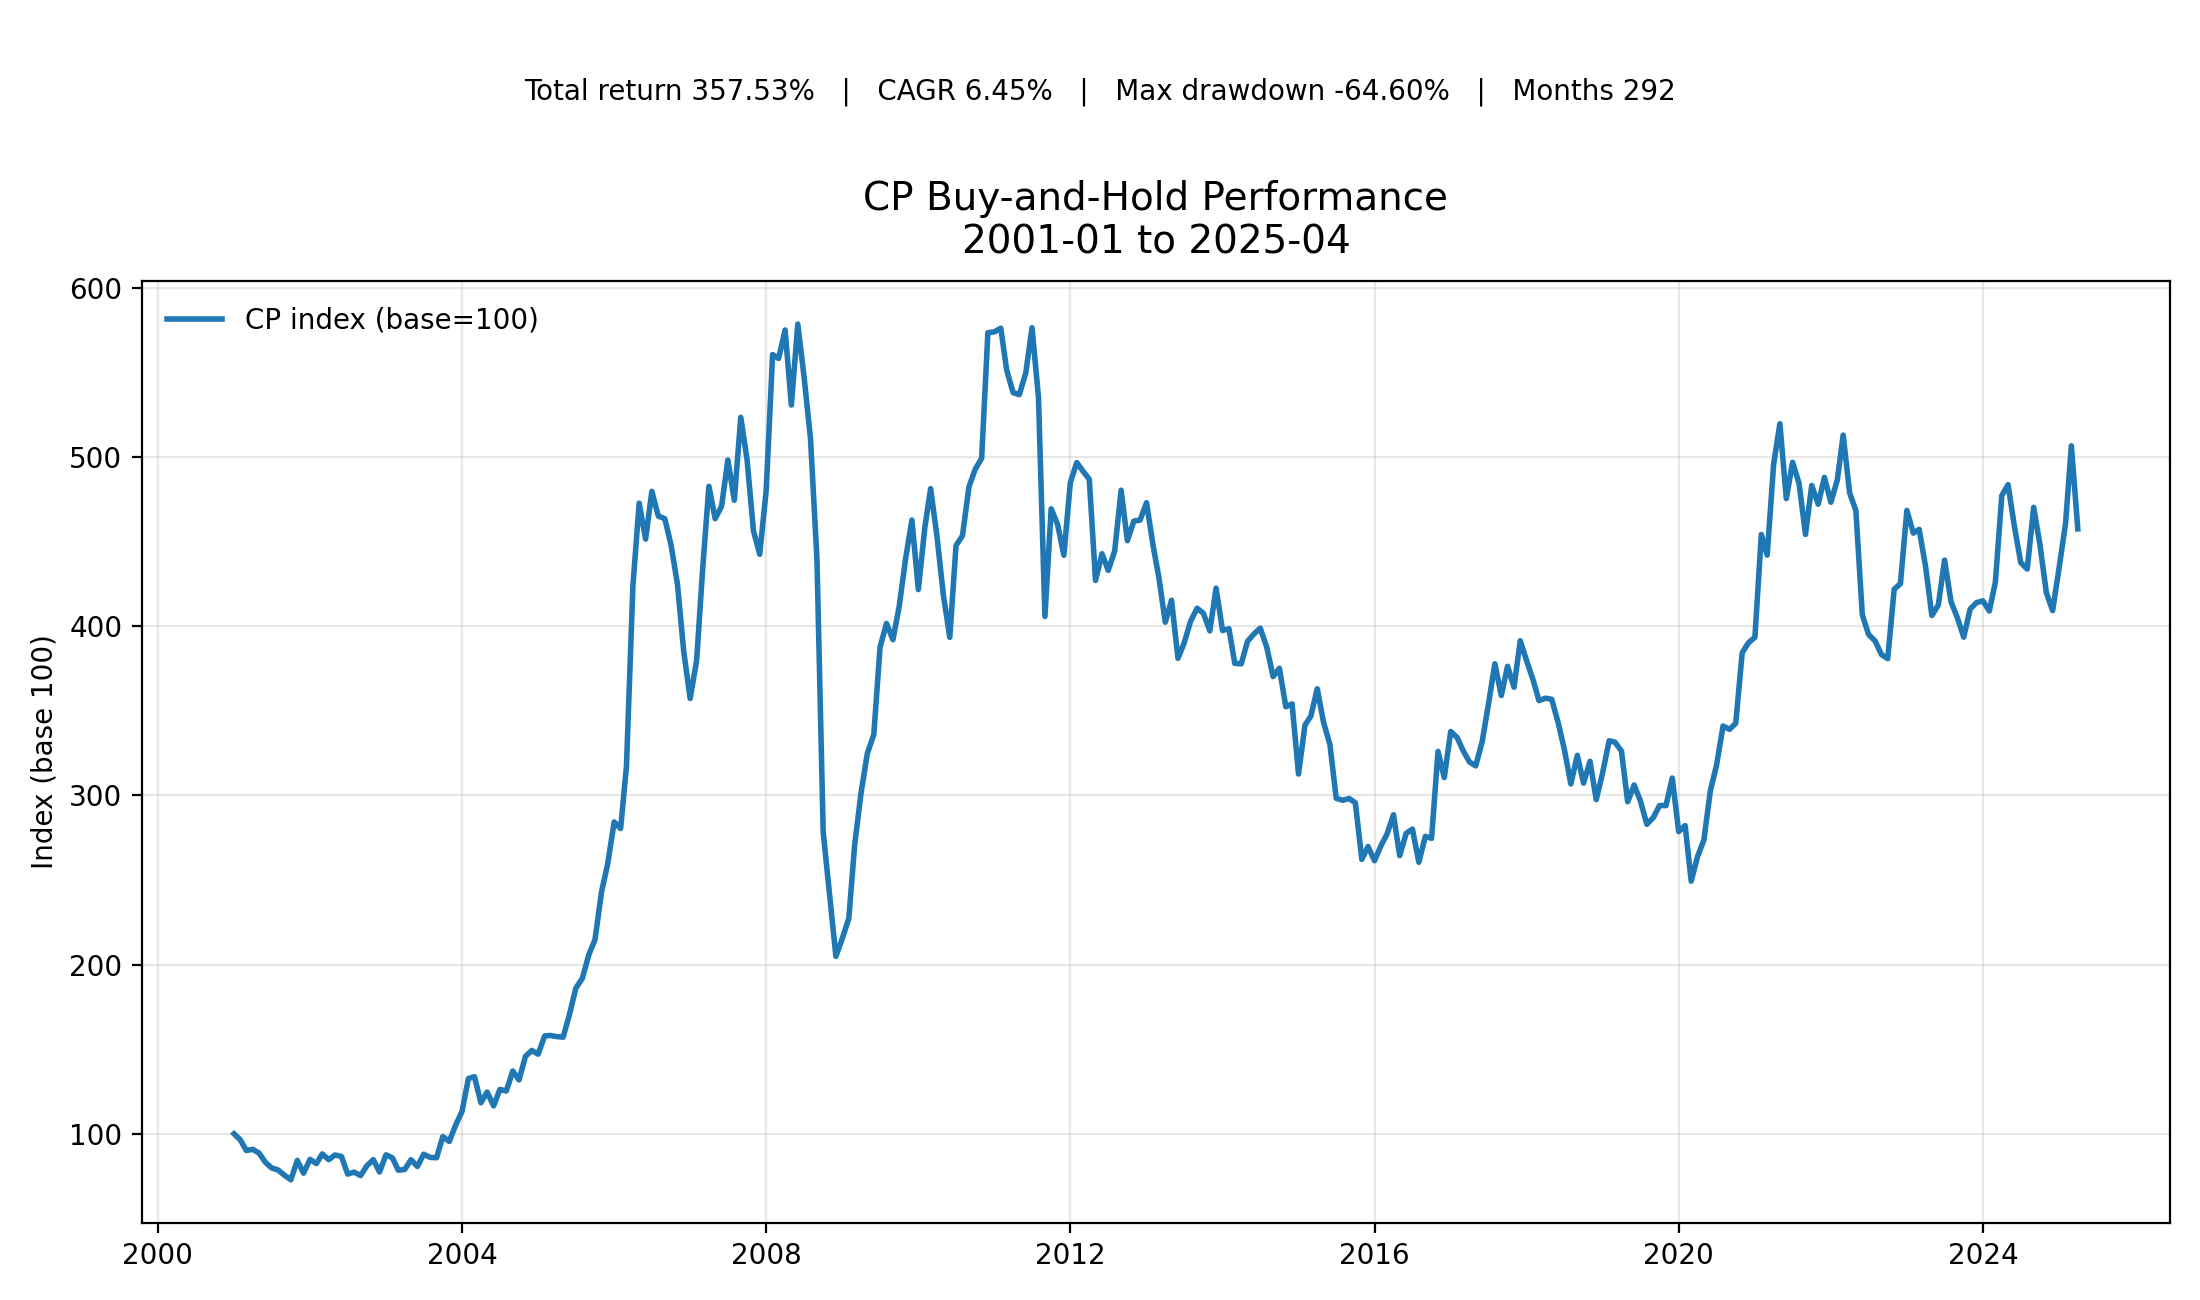 Total return 357.53%   |   CAGR 6.45%   |   Max drawdown -64.60%   |   Months 292
CP Buy-and-Hold Performance
2001-01 to 2025-04
CP index (base=100)
Index (base 100)
600
500
400
300
200
100
2000
2004
2008
2012
2016
2020
2024